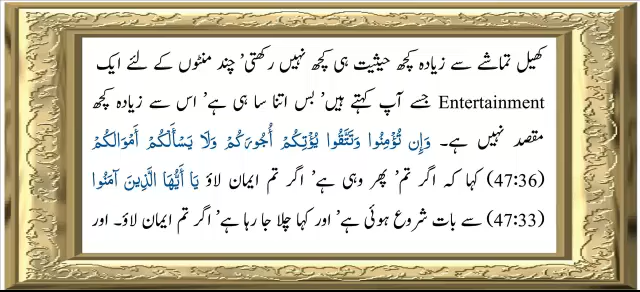 کھیل تماشے سے زیادہ کچھ حیثیت ہی کچھ نہیں رکھتی’ چند منٹوں کے لئے ایک
Entertainment جسے آپ کہتے ہیں’ بس اتنا سا ہی ہے’ اس سے زیادہ کچھ
مقصد نہیں ہے۔ وَإِن تُؤْمِنُوا وَتَتَّقُوا يُؤْتِكُمْ أُجُورَكُمْ وَلَا يَسْأَلْكُمْ أَمْوَالَكُمْ
(47:36) کہا کہ اگر تم’ پھر وہی ہے’ اگر تم ایمان لاؤ يَا أَيُّهَا الَّذِينَ آمَنُوا
(47:33) سے بات شروع ہوئی ہے’ اور کہا چلا جا رہا ہے’ اگر تم ایمان لاؤ۔ اور